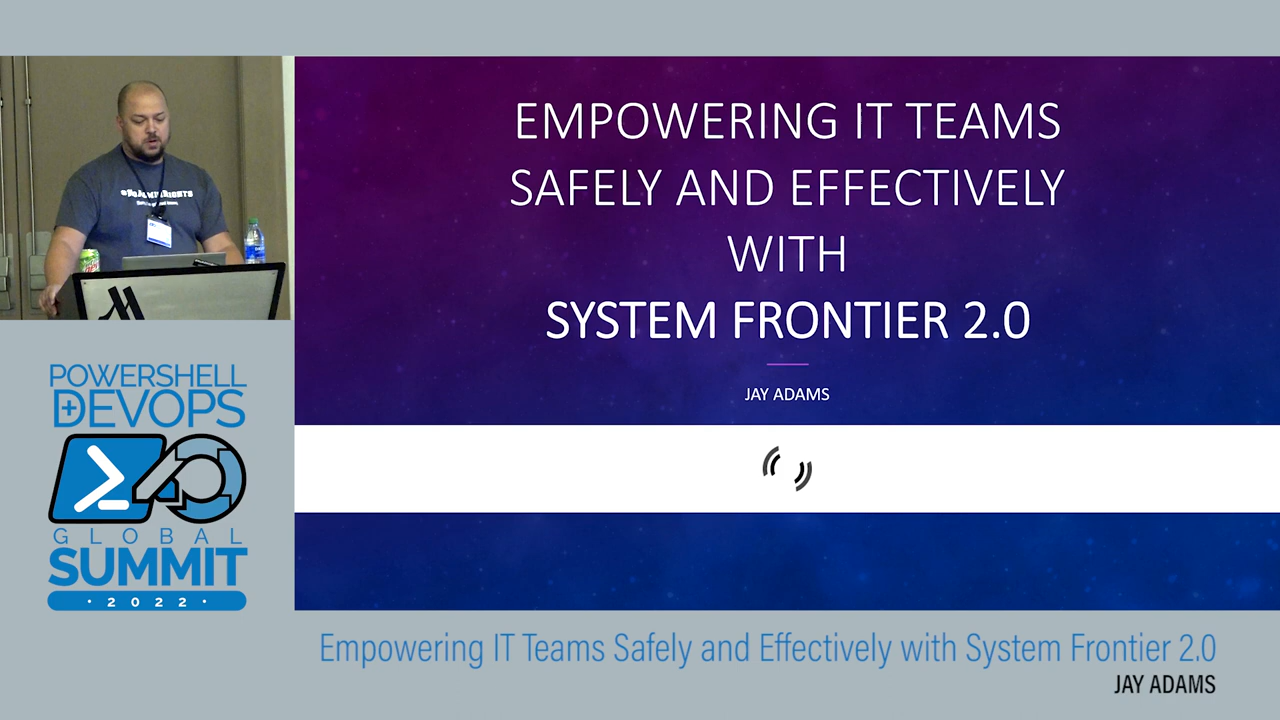 EMPOWERING IT TEAMS
SAFELY AND EFFECTIVELY
WITH
SYSTEM FRONTIER 2.0
JAY ADAMS
POWERSHELL
+DEVOPS
GLOBAL
SUMMIT
· 2022 ·
Empowering IT Teams Safely and Effectively with System Frontier 2.0
JAY ADAMS